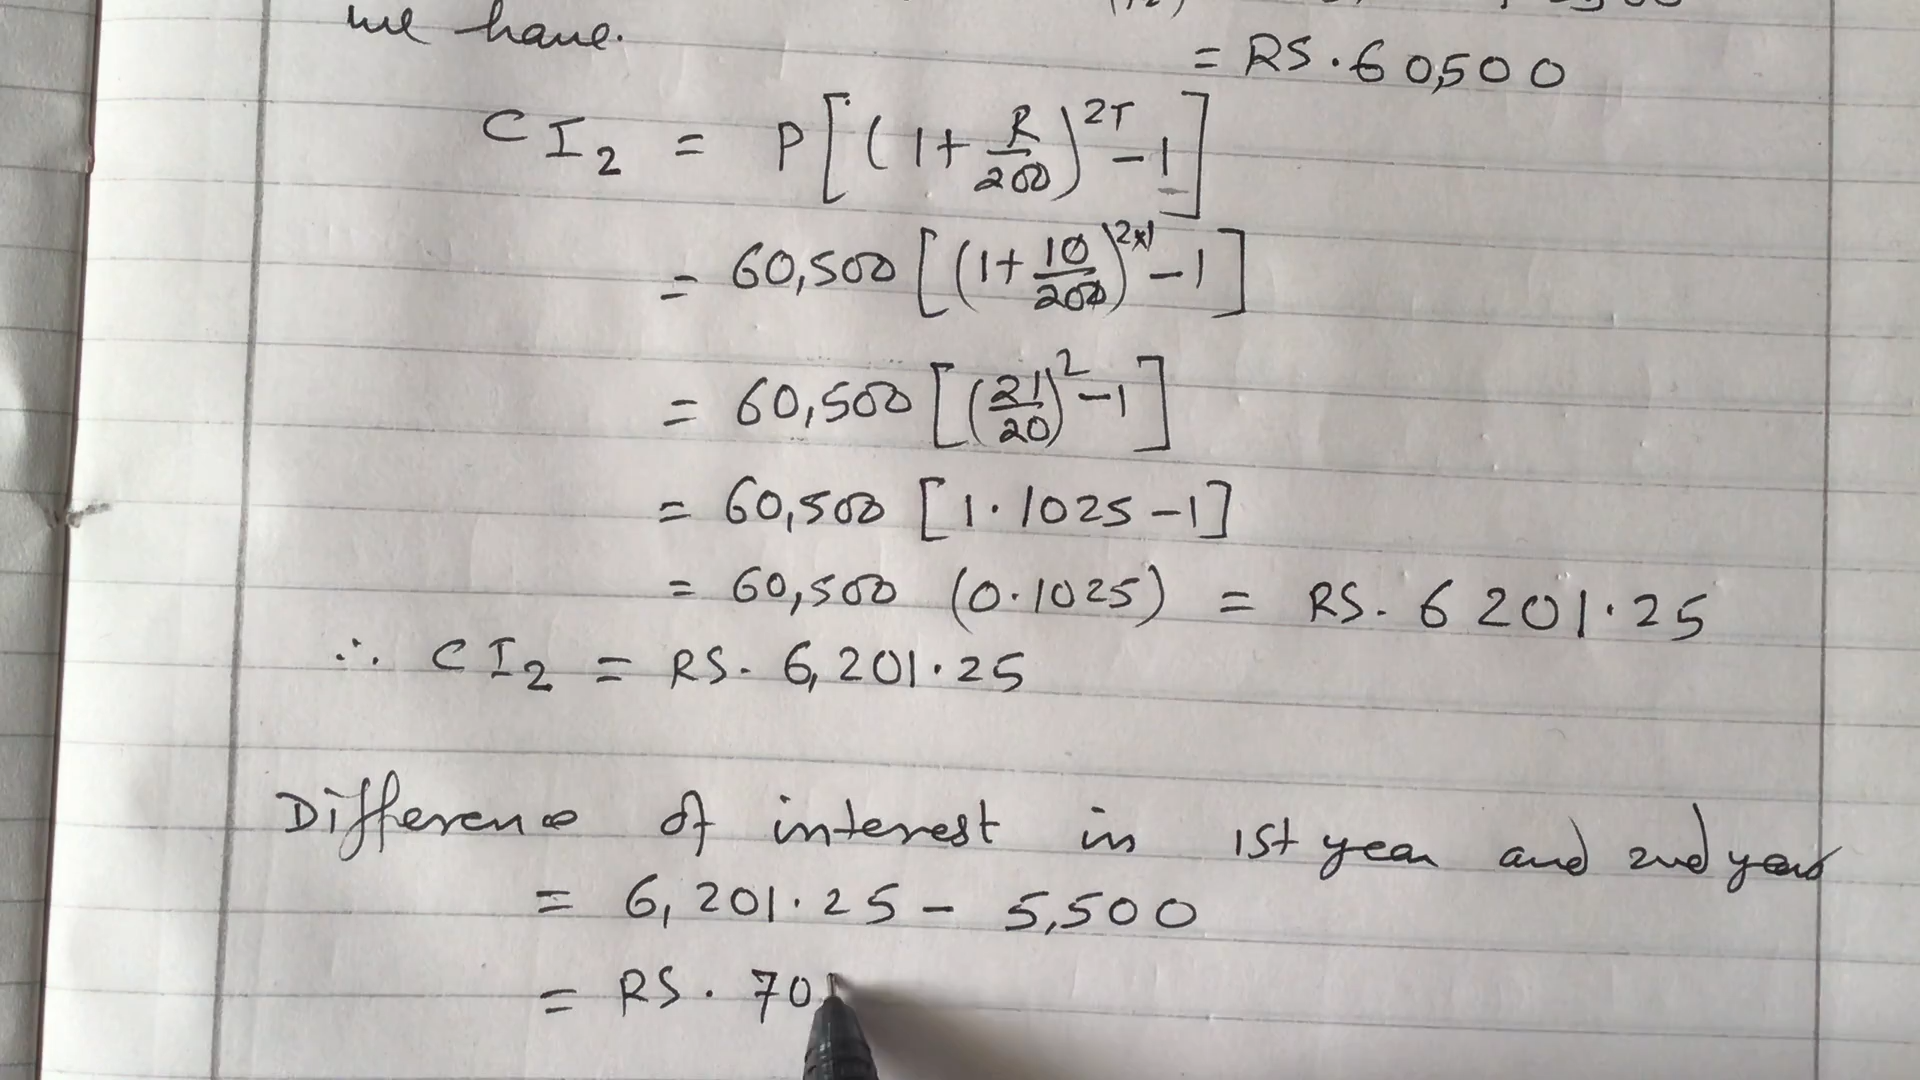 we have.
= RS. 60,500
CI₂ = P[(1 + R/200)^2T - 1]
= 60,500 [(1 + 10/200)^2×1 - 1]
= 60,500 [(21/20)^2 - 1]
= 60,500 [1.1025 - 1]
= 60,500 (0.1025) = RS. 6201.25
∴ CI₂ = RS. 6,201.25
Difference of interest in 1st year and 2nd year
= 6,201.25 - 5,500
= RS. 70